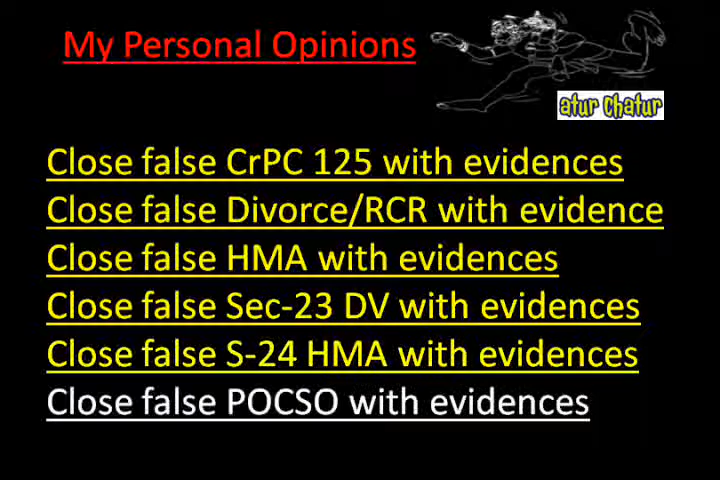 My Personal Opinions
atur chatur
Close false CrPC 125 with evidences
Close false Divorce/RCR with evidence
Close false HMA with evidences
Close false Sec-23 DV with evidences
Close false S-24 HMA with evidences
Close false POCSO with evidences